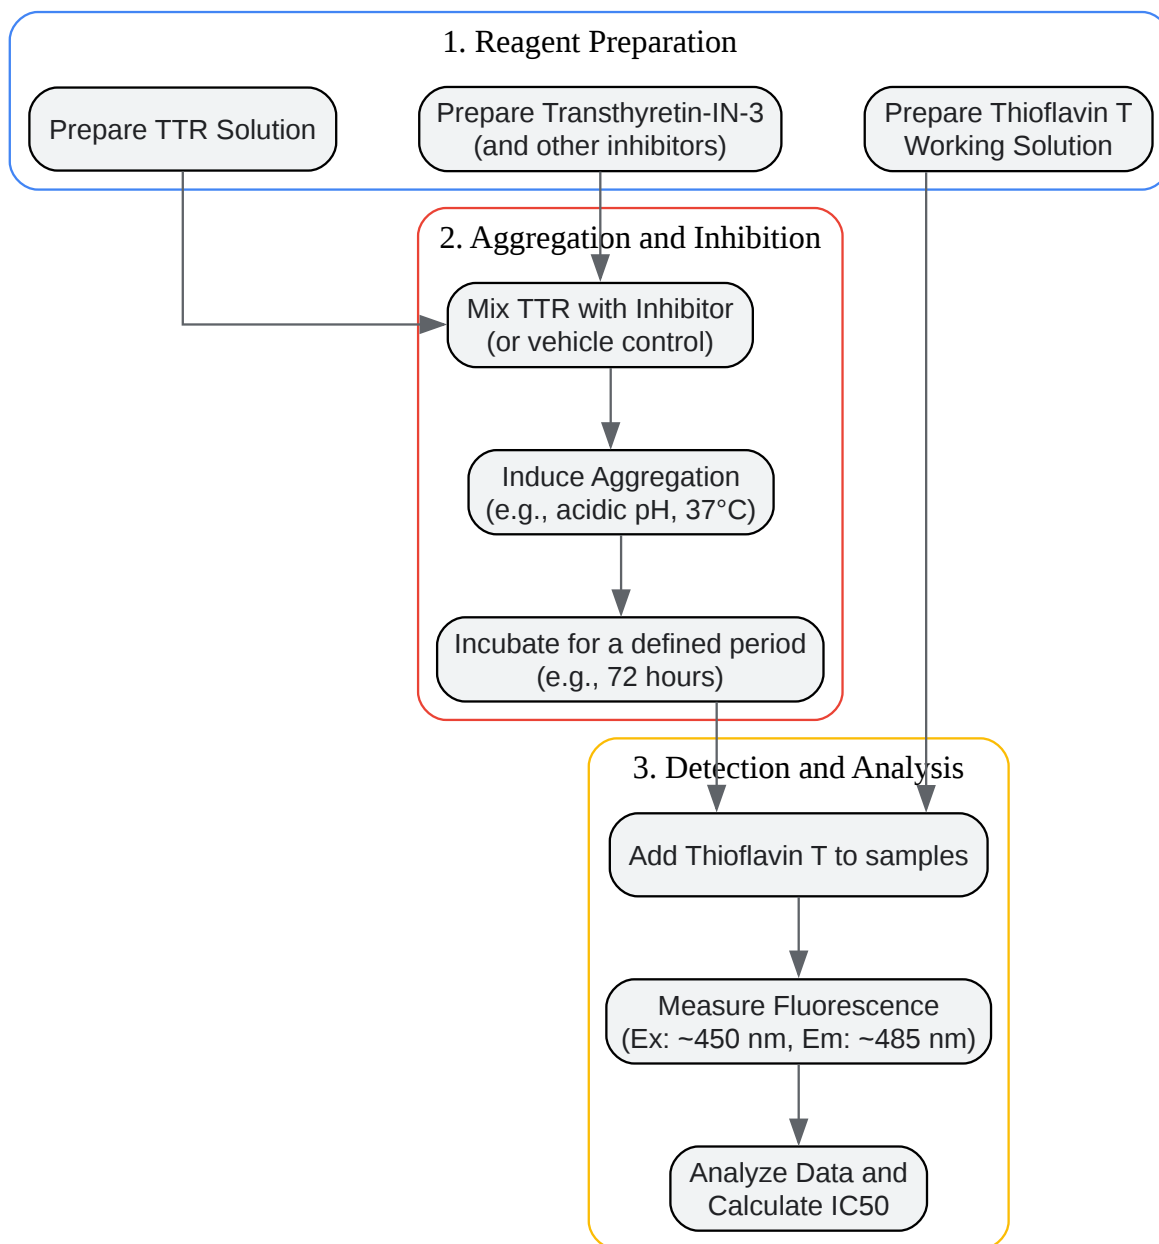 1. Reagent Preparation
Prepare TTR Solution
Prepare Transthyretin-IN-3
(and other inhibitors)
Prepare Thioflavin T
Working Solution
2. Aggregation and Inhibition
Mix TTR with Inhibitor
(or vehicle control)
Induce Aggregation
(e.g., acidic pH, 37°C)
Incubate for a defined period
(e.g., 72 hours)
3. Detection and Analysis
Add Thioflavin T to samples
Measure Fluorescence
(Ex: ~450 nm, Em: ~485 nm)
Analyze Data and
Calculate IC50